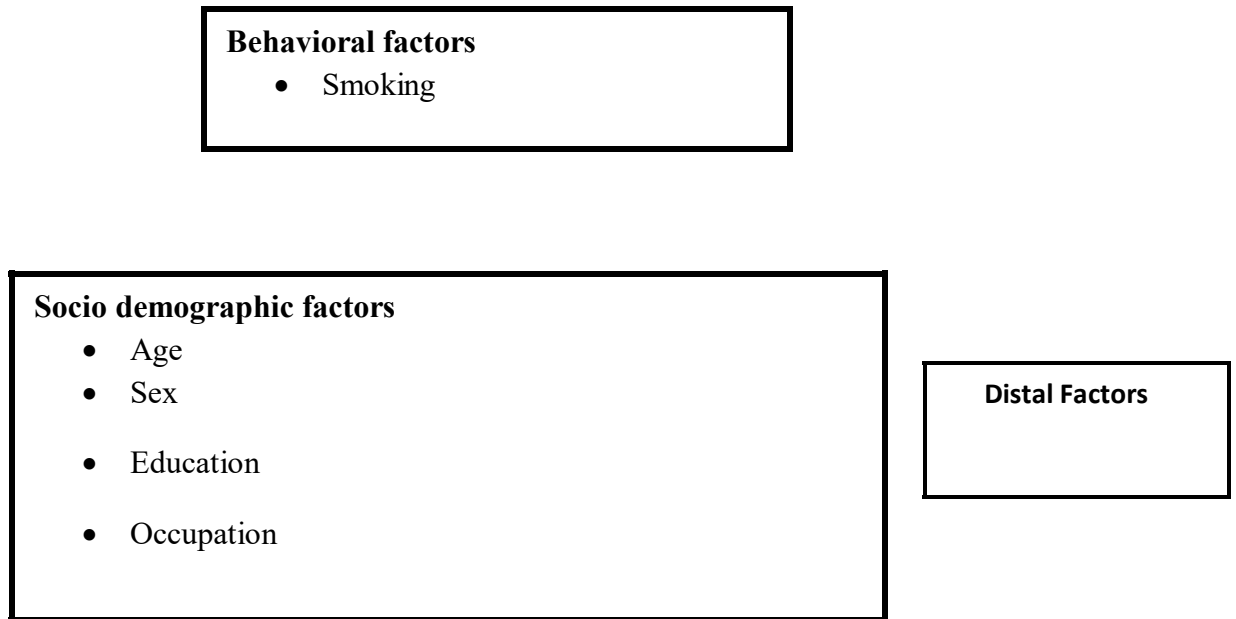 Behavioral factors
• Smoking
Socio demographic factors
• Age
• Sex
• Education
• Occupation
Distal Factors